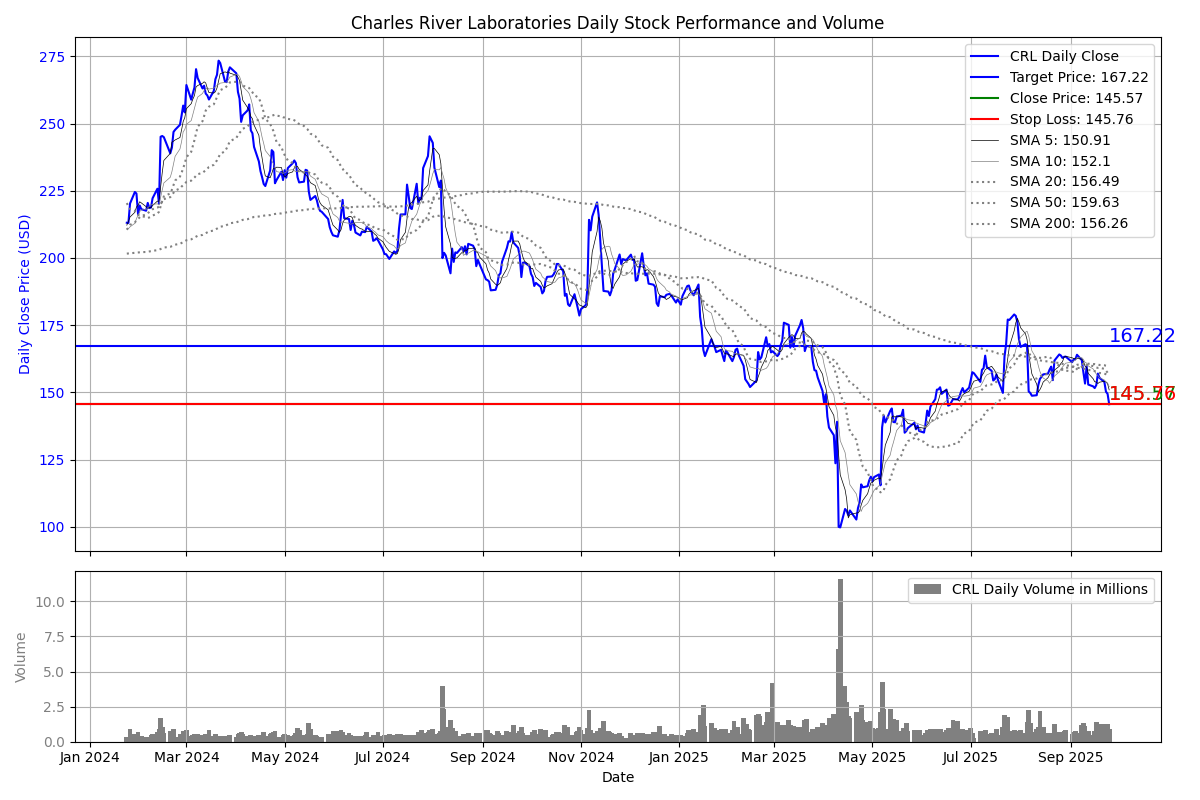 Charles River Laboratories Daily Stock Performance and Volume
275
250
225
200
175
150
125
100
Daily Close Price (USD)
CRL Daily Close
Target Price: 167.22
Close Price: 145.57
Stop Loss: 145.76
SMA 5: 150.91
SMA 10: 152.1
SMA 20: 156.49
SMA 50: 159.63
SMA 200: 156.26
167.22
145.76
10.0
7.5
5.0
2.5
0.0
Volume
CRL Daily Volume in Millions
Jan 2024
Mar 2024
May 2024
Jul 2024
Sep 2024
Nov 2024
Jan 2025
Mar 2025
May 2025
Jul 2025
Sep 2025
Date